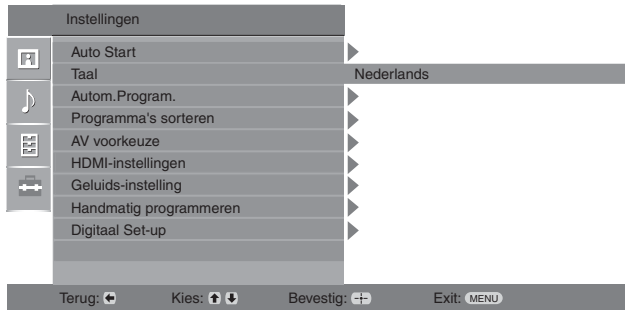 Instellingen
Auto Start
Taal Nederlands
Autom.Program.
Programma's sorteren
AV voorkeuze
HDMI-instellingen
Geluids-instelling
Handmatig programmeren
Digitaal Set-up
Terug: Kies: Bevestig: Exit: MENU